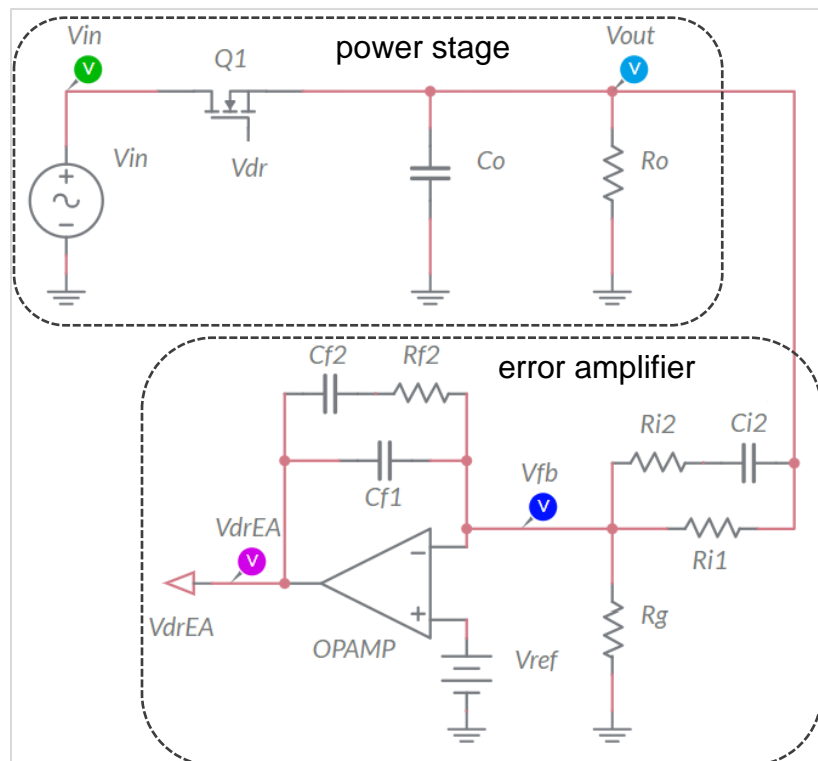 Vin
Q1
power stage
Vout
V
V
Vin
Vdr
Co
Ro
+
−
Cf2
Rf2
error amplifier
Ri2
Ci2
Cf1
Vfb
V
VdrEA
V
Ri1
−
+
VdrEA
OPAMP
Vref
Rg